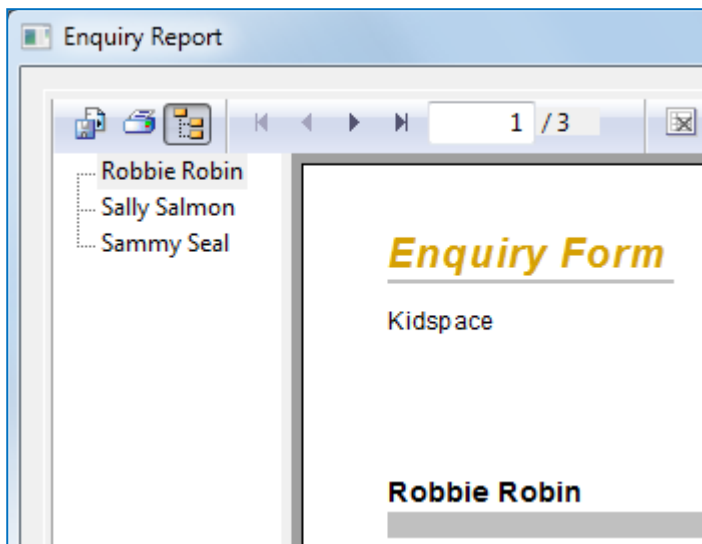 Enquiry Report
1 /3
Robbie Robin
Sally Salmon
Sammy Seal
Enquiry Form
Kidspace
Robbie Robin